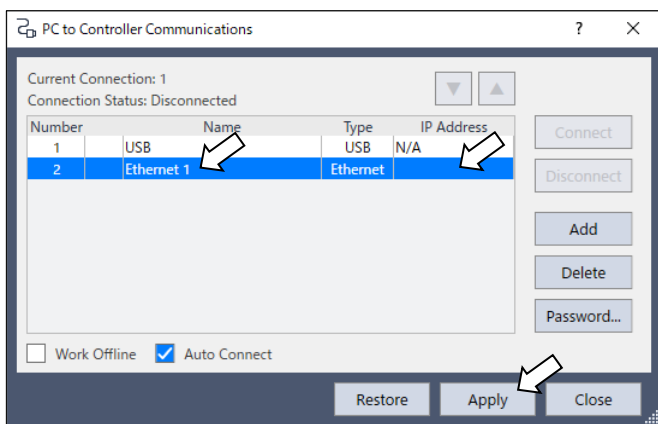 PC to Controller Communications
Current Connection: 1
Connection Status: Disconnected
Number Name Type IP Address
1 USB USB N/A
2 Ethernet 1 Ethernet
Connect
Disconnect
Add
Delete
Password...
Work Offline Auto Connect
Restore Apply Close